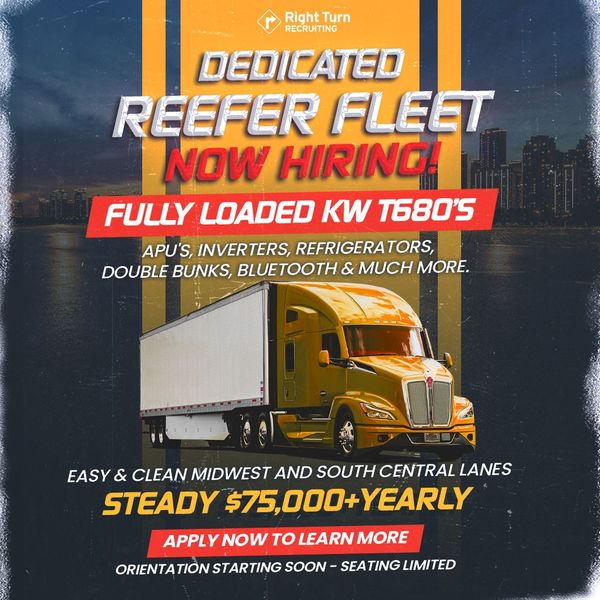 Right Turn
RECRUITING
DEDICATED
REEFER FLEET
NOW HIRING!
FULLY LOADED KW T680'S
APU'S, INVERTERS, REFRIGERATORS,
DOUBLE BUNKS, BLUETOOTH & MUCH MORE.
EASY & CLEAN MIDWEST AND SOUTH CENTRAL LANES
STEADY $75,000+YEARLY
APPLY NOW TO LEARN MORE
ORIENTATION STARTING SOON - SEATING LIMITED